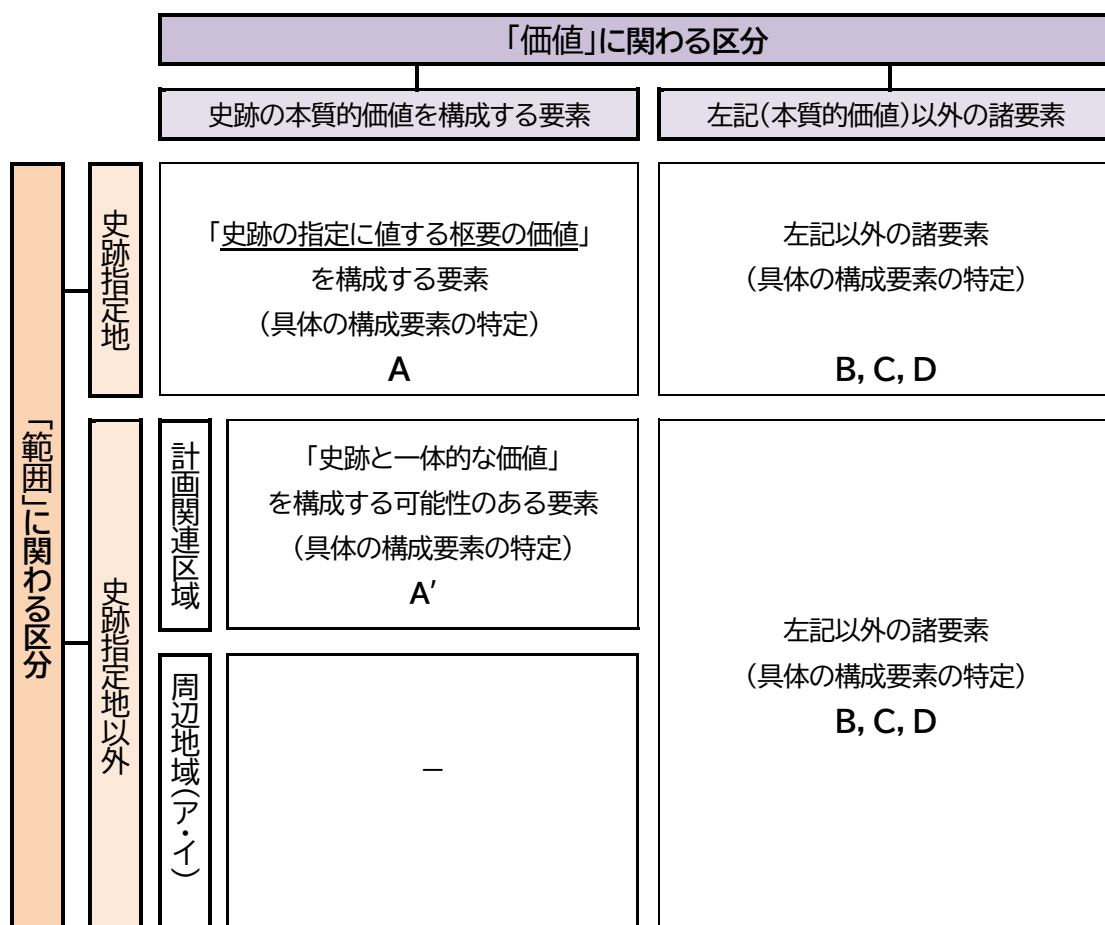 「価値」に関わる区分
史跡の本質的価値を構成する要素
左記(本質的価値)以外の諸要素
「範囲」に関わる区分
史跡指定地
「史跡の指定に値する枢要の価値」
を構成する要素
(具体の構成要素の特定)
A
左記以外の諸要素
(具体の構成要素の特定)
B, C, D
史跡指定地以外
計画関連区域
「史跡と一体的な価値」
を構成する可能性のある要素
(具体の構成要素の特定)
A′
周辺地域(ア・イ)
－
左記以外の諸要素
(具体の構成要素の特定)
B, C, D